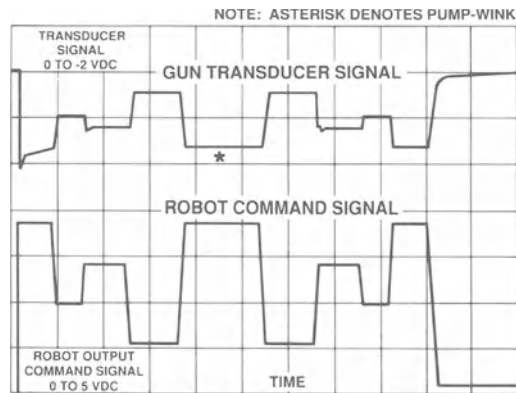 NOTE: ASTERISK DENOTES PUMP-WINK
TRANSDUCER
SIGNAL
0 TO -2 VDC
GUN TRANSDUCER SIGNAL
*
ROBOT COMMAND SIGNAL
ROBOT OUTPUT
COMMAND SIGNAL
0 TO 5 VDC
TIME